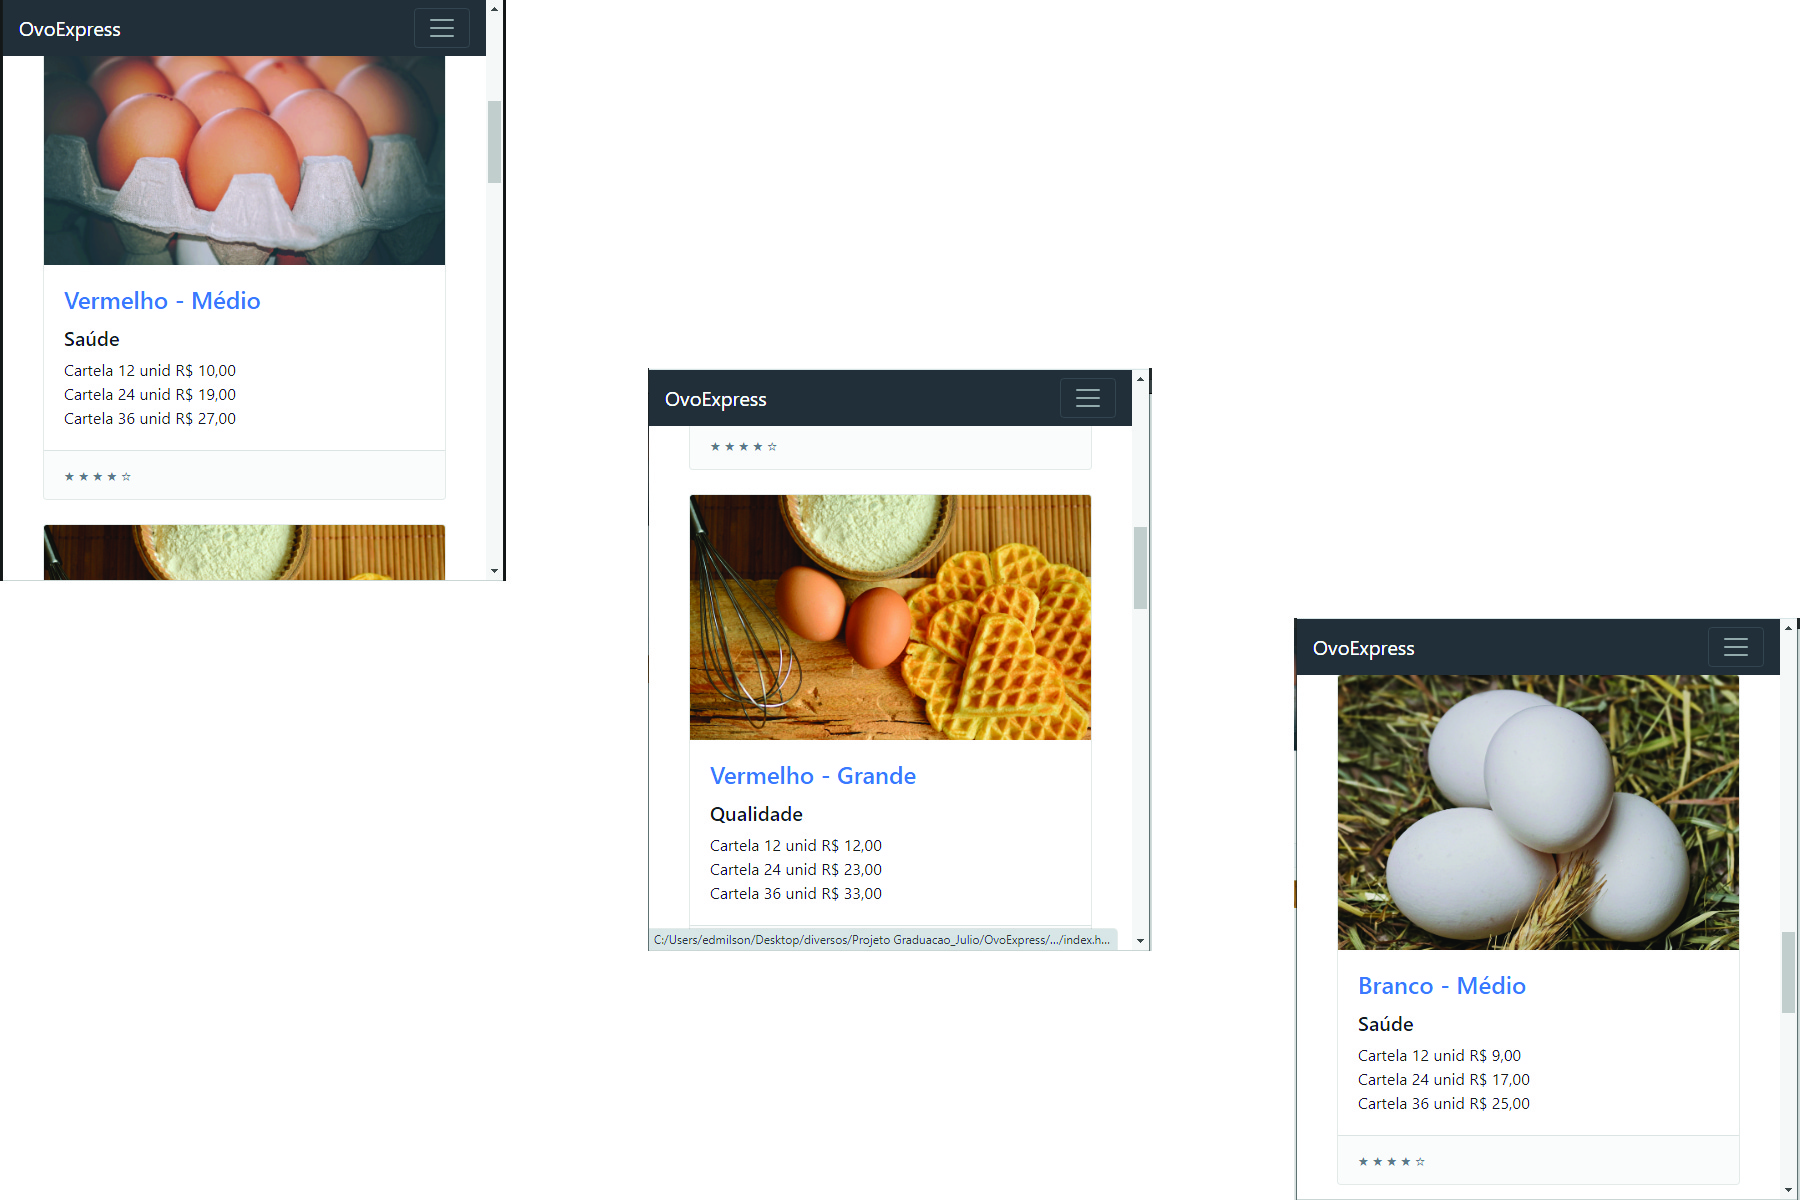 OvoExpress
Vermelho - Médio
Saúde
Cartela 12 unid R$ 10,00
Cartela 24 unid R$ 19,00
Cartela 36 unid R$ 27,00
★ ★ ★ ★ ☆
OvoExpress
★ ★ ★ ★ ☆
Vermelho - Grande
Qualidade
Cartela 12 unid R$ 12,00
Cartela 24 unid R$ 23,00
Cartela 36 unid R$ 33,00
C:/Users/edmilson/Desktop/diversos/Projeto Graduacao_Julio/OvoExpress/.../index.h...
OvoExpress
Branco - Médio
Saúde
Cartela 12 unid R$ 9,00
Cartela 24 unid R$ 17,00
Cartela 36 unid R$ 25,00
★ ★ ★ ★ ☆